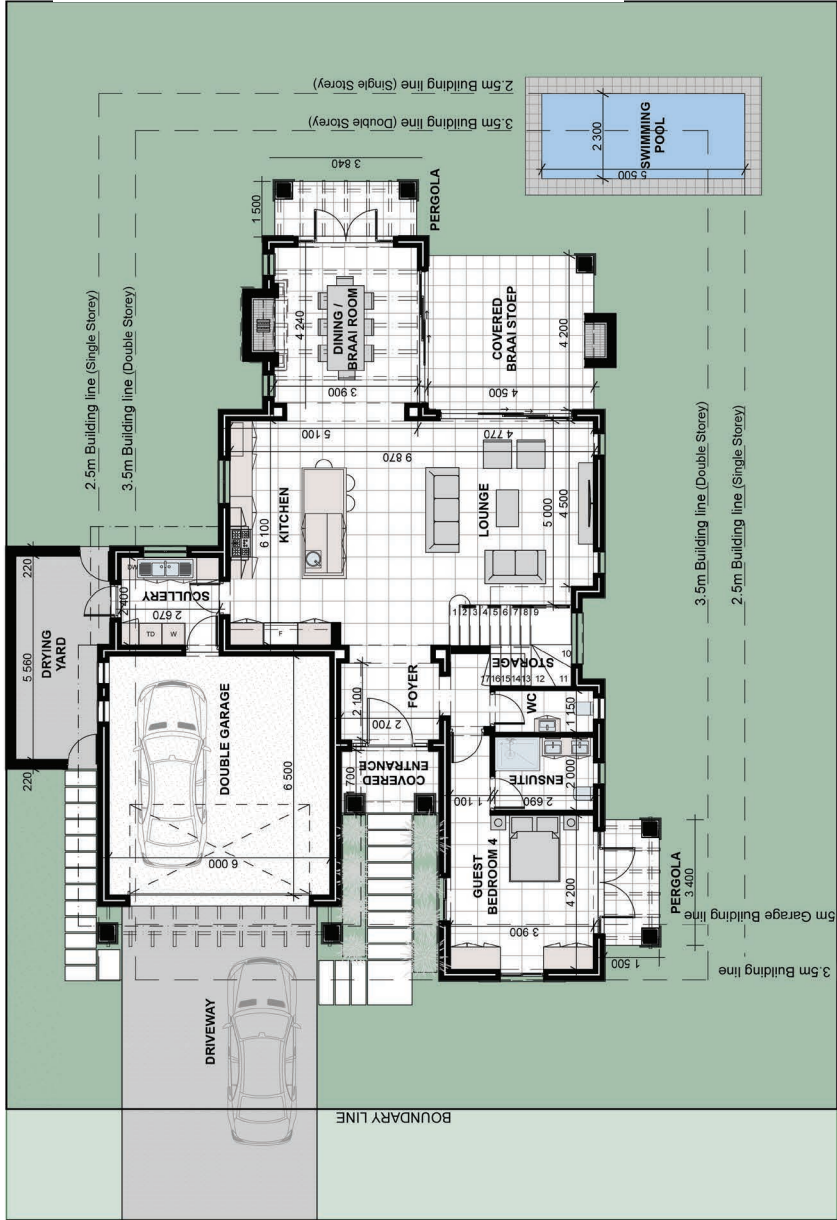 2.5m Building line (Single Storey)
3.5m Building line (Double Storey)
SWIMMING
POOL
2 300
5 500
3 840
1 500
PERGOLA
2.5m Building line (Single Storey)
3.5m Building line (Double Storey)
DINING /
BRAAI ROOM
4 240
3 900
COVERED
BRAAI STOEP
4 200
4 500
5 100
4 770
9 870
KITCHEN
6 100
LOUNGE
5 000
4 500
3.5m Building line (Double Storey)
2.5m Building line (Single Storey)
220
DRYING
YARD
5 560
220
DW
SCULLERY
2 400
2 670
TD
W
F
1 2 3 4 5 6 7 8 9
10
11
12
17 16 15 14 13
STORAGE
FOYER
2 100
2 700
WC
1 150
DOUBLE GARAGE
6 500
6 000
COVERED
ENTRANCE
1 100
ENSUITE
2 000
2 690
GUEST
BEDROOM 4
4 200
3 900
PERGOLA
3 400
1 500
5m Garage Building line
3.5m Building line
DRIVEWAY
BOUNDARY LINE